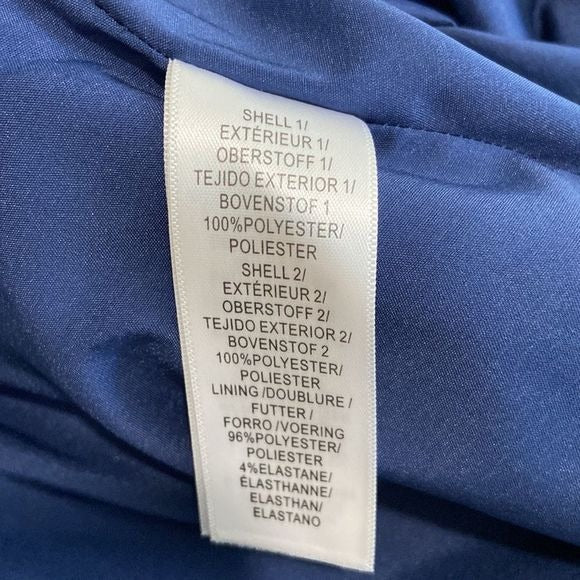 SHELL 1/
EXTÉRIEUR 1/
OBERSTOFF 1/
TEJIDO EXTERIOR 1/
BOVENSTOF 1
100%POLYESTER/
POLIESTER
SHELL 2/
EXTÉRIEUR 2/
OBERSTOFF 2/
TEJIDO EXTERIOR 2/
BOVENSTOF 2
100%POLYESTER/
POLIESTER
LINING /DOUBLURE /
FUTTER /
FORRO /VOERING
96%POLYESTER/
POLIESTER
4%ELASTANE/
ÉLASTHANNE/
ELASTHAN/
ELASTANO